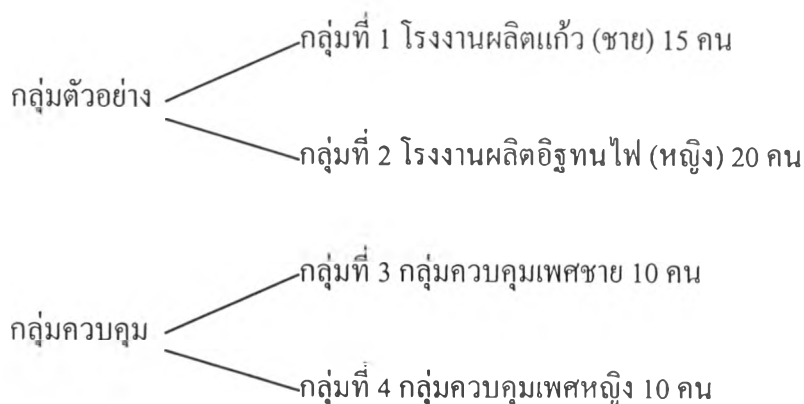 กลุ่มที่ 1 โรงงานผลิตแก้ว (ชาย) 15 คน
กลุ่มตัวอย่าง
กลุ่มที่ 2 โรงงานผลิตอิฐทนไฟ (หญิง) 20 คน
กลุ่มที่ 3 กลุ่มควบคุมเพศชาย 10 คน
กลุ่มควบคุม
กลุ่มที่ 4 กลุ่มควบคุมเพศหญิง 10 คน